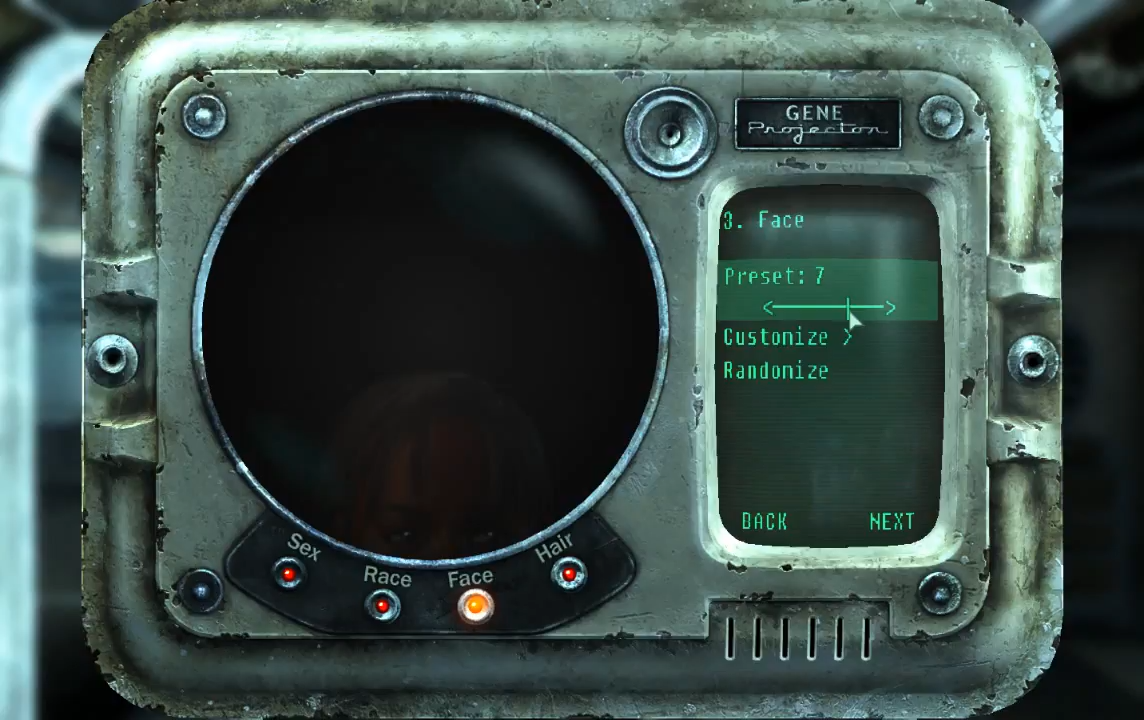 GENE
Projector
3. Face
Preset: 7
Customize >
Randomize
BACK NEXT
Sex
Race
Face
Hair